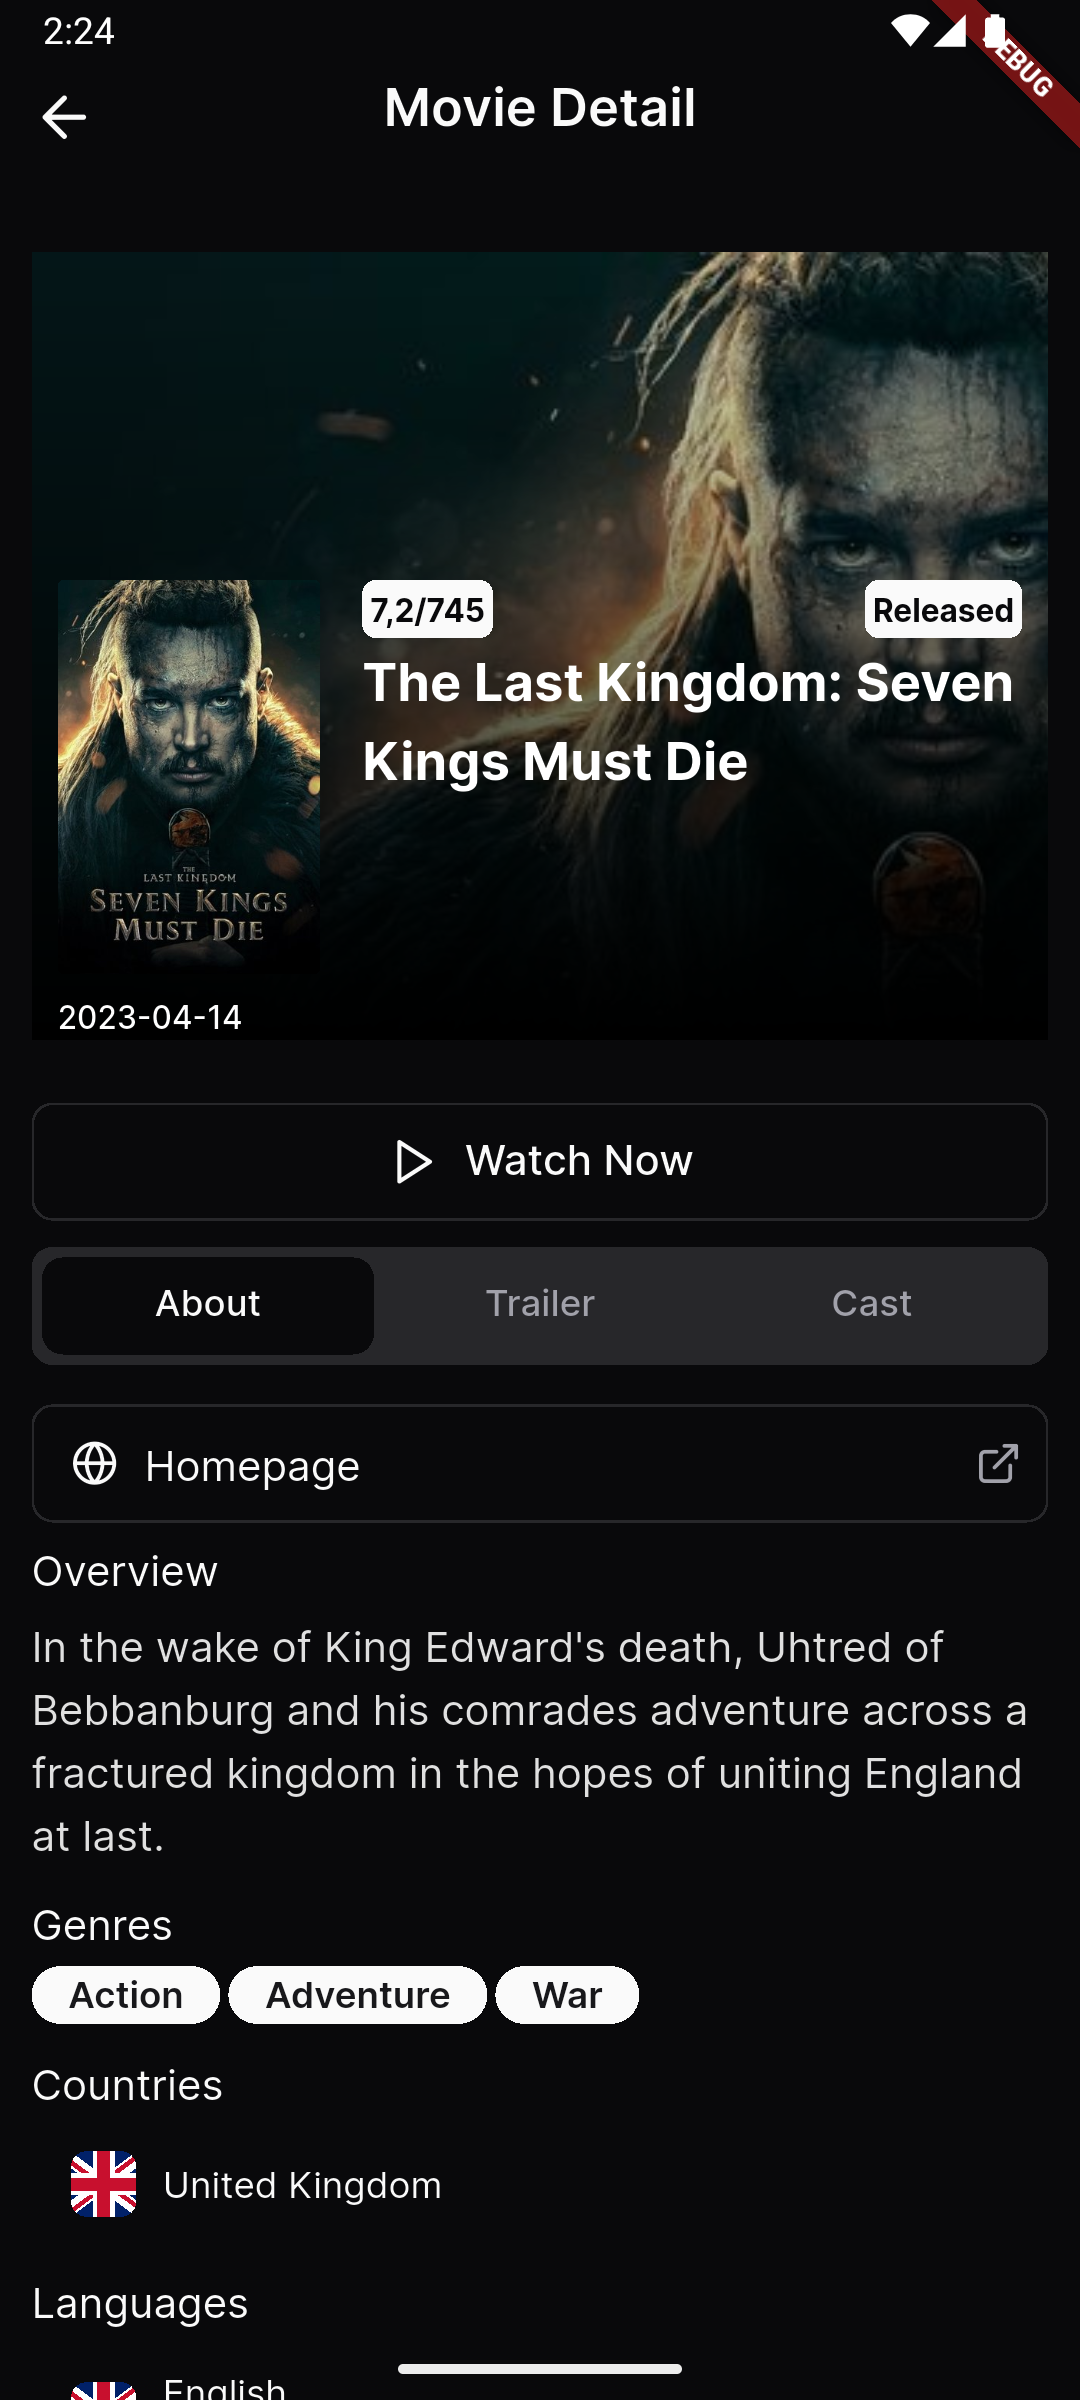 2:24
DEBUG
Movie Detail
7,2/745
Released
The Last Kingdom: Seven
Kings Must Die
THE
LAST KINGDOM
SEVEN KINGS
MUST DIE
2023-04-14
Watch Now
About
Trailer
Cast
Homepage
Overview
In the wake of King Edward's death, Uhtred of
Bebbanburg and his comrades adventure across a
fractured kingdom in the hopes of uniting England
at last.
Genres
Action
Adventure
War
Countries
United Kingdom
Languages
English